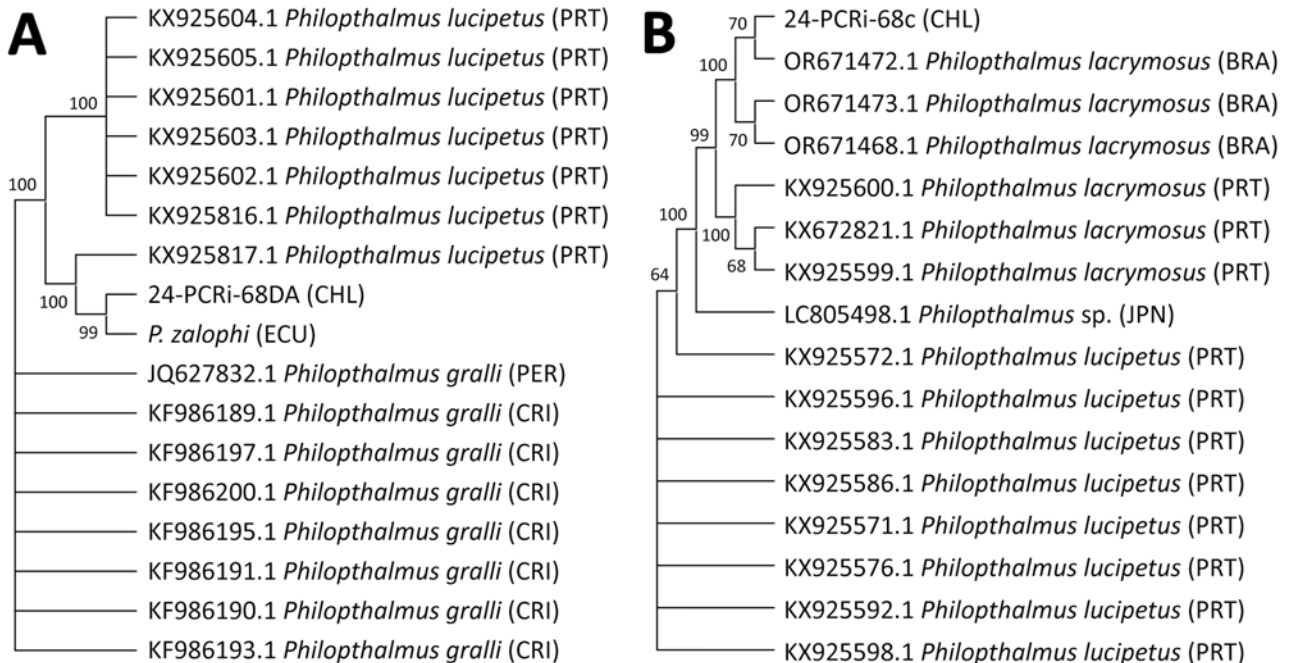 A
KX925604.1 Philopthalmus lucipetus (PRT)
KX925605.1 Philopthalmus lucipetus (PRT)
KX925601.1 Philopthalmus lucipetus (PRT)
100
KX925603.1 Philopthalmus lucipetus (PRT)
KX925602.1 Philopthalmus lucipetus (PRT)
100
KX925816.1 Philopthalmus lucipetus (PRT)
KX925817.1 Philopthalmus lucipetus (PRT)
100
24-PCRi-68DA (CHL)
99
P. zalophi (ECU)
JQ627832.1 Philopthalmus gralli (PER)
KF986189.1 Philopthalmus gralli (CRI)
KF986197.1 Philopthalmus gralli (CRI)
KF986200.1 Philopthalmus gralli (CRI)
KF986195.1 Philopthalmus gralli (CRI)
KF986191.1 Philopthalmus gralli (CRI)
KF986190.1 Philopthalmus gralli (CRI)
KF986193.1 Philopthalmus gralli (CRI)
B
70
24-PCRi-68c (CHL)
100
OR671472.1 Philopthalmus lacrymosus (BRA)
OR671473.1 Philopthalmus lacrymosus (BRA)
99
70
OR671468.1 Philopthalmus lacrymosus (BRA)
KX925600.1 Philopthalmus lacrymosus (PRT)
100
100
KX672821.1 Philopthalmus lacrymosus (PRT)
68
KX925599.1 Philopthalmus lacrymosus (PRT)
64
LC805498.1 Philopthalmus sp. (JPN)
KX925572.1 Philopthalmus lucipetus (PRT)
KX925596.1 Philopthalmus lucipetus (PRT)
KX925583.1 Philopthalmus lucipetus (PRT)
KX925586.1 Philopthalmus lucipetus (PRT)
KX925571.1 Philopthalmus lucipetus (PRT)
KX925576.1 Philopthalmus lucipetus (PRT)
KX925592.1 Philopthalmus lucipetus (PRT)
KX925598.1 Philopthalmus lucipetus (PRT)